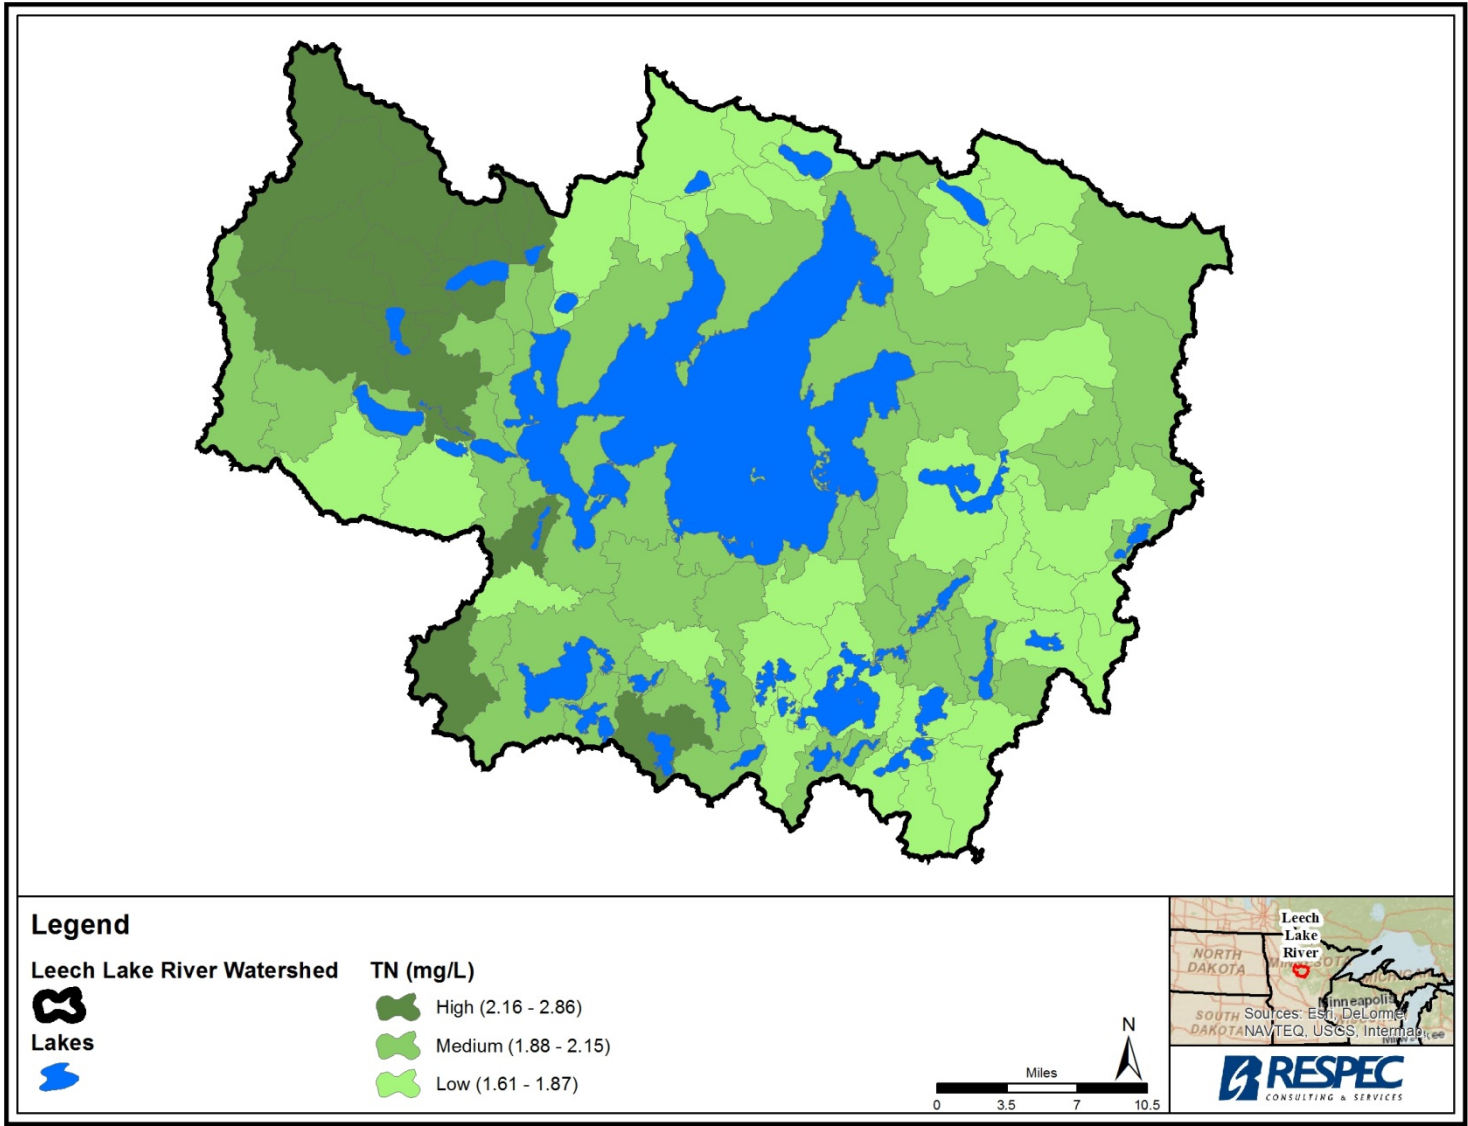 Legend
Leech Lake River Watershed
Lakes
TN (mg/L)
High (2.16 - 2.86)
Medium (1.88 - 2.15)
Low (1.61 - 1.87)
N
Miles
0 3.5 7 10.5
Leech
Lake
River
NORTH
DAKOTA
MINNESOTA
MICHIGAN
Minneapolis
SOUTH
DAKOTA
Sources: Esri, DeLorme,
NAVTEQ, USGS, Intermap,
RESPEC
CONSULTING & SERVICES